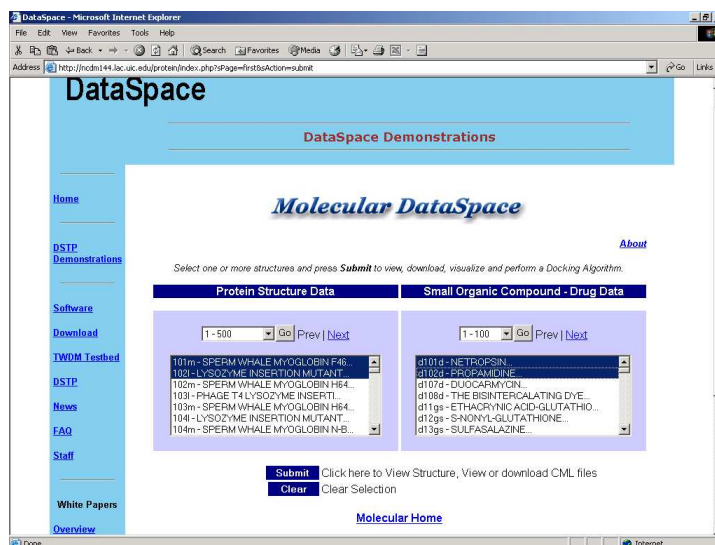 DataSpace - Microsoft Internet Explorer
File Edit View Favorites Tools Help
Back Search Favorites Media
Address http://ncdm144.lac.uic.edu/protein/index.php?sPage=first&sAction=submit Go Links
DataSpace
DataSpace Demonstrations
Home
DSTP
Demonstrations
Software
Download
TWDM Testbed
DSTP
News
FAQ
Staff
White Papers
Overview
Molecular DataSpace
About
Select one or more structures and press Submit to view, download, visualize and perform a Docking Algorithm.
Protein Structure Data
1 - 500 Go Prev | Next
101m - SPERM WHALE MYOGLOBIN F46...
102l - LYSOZYME INSERTION MUTANT...
102m - SPERM WHALE MYOGLOBIN H64...
103l - PHAGE T4 LYSOZYME INSERTI...
103m - SPERM WHALE MYOGLOBIN H64...
104l - LYSOZYME INSERTION MUTANT...
104m - SPERM WHALE MYOGLOBIN N-B...
Small Organic Compound - Drug Data
1 - 100 Go Prev | Next
d101d - NETROPSIN...
d102d - PROPAMIDINE...
d107d - DUOCARMYCIN...
d108d - THE BISINTERCALATING DYE...
d11gs - ETHACRYNIC ACID-GLUTATHIO...
d12gs - S-NONYL-GLUTATHIONE...
d13gs - SULFASALAZINE...
Submit Click here to View Structure, View or download CML files
Clear Clear Selection
Molecular Home
Done Internet